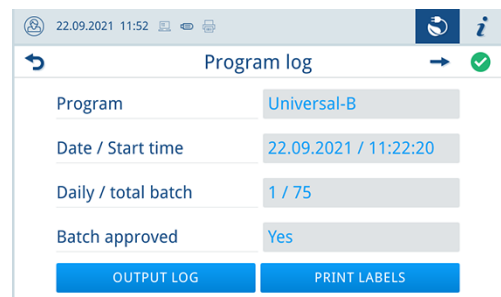 22.09.2021 11:52
i
Program log
Program Universal-B
Date / Start time 22.09.2021 / 11:22:20
Daily / total batch 1 / 75
Batch approved Yes
OUTPUT LOG PRINT LABELS